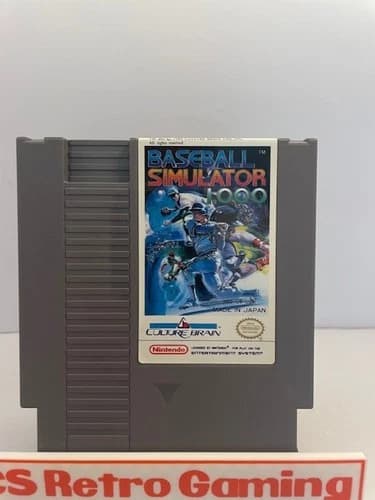 All rights reserved
BASEBALL
SIMULATOR
1.000
TM
MADE IN JAPAN
CULTURE BRAIN
Nintendo
LICENSED BY NINTENDO® FOR PLAY ON THE
ENTERTAINMENT SYSTEM®
CS Retro Gaming